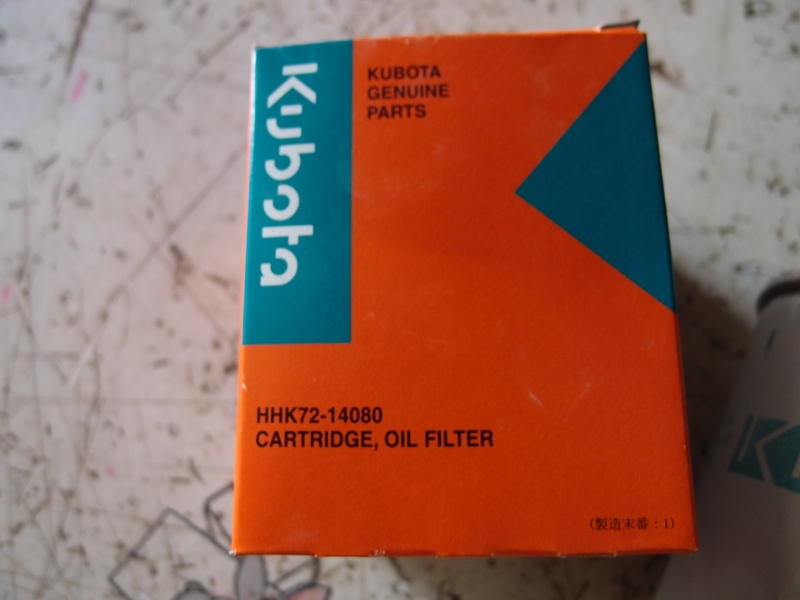 Kubota
KUBOTA
GENUINE
PARTS
HHK72-14080
CARTRIDGE, OIL FILTER
(製造末番:1)